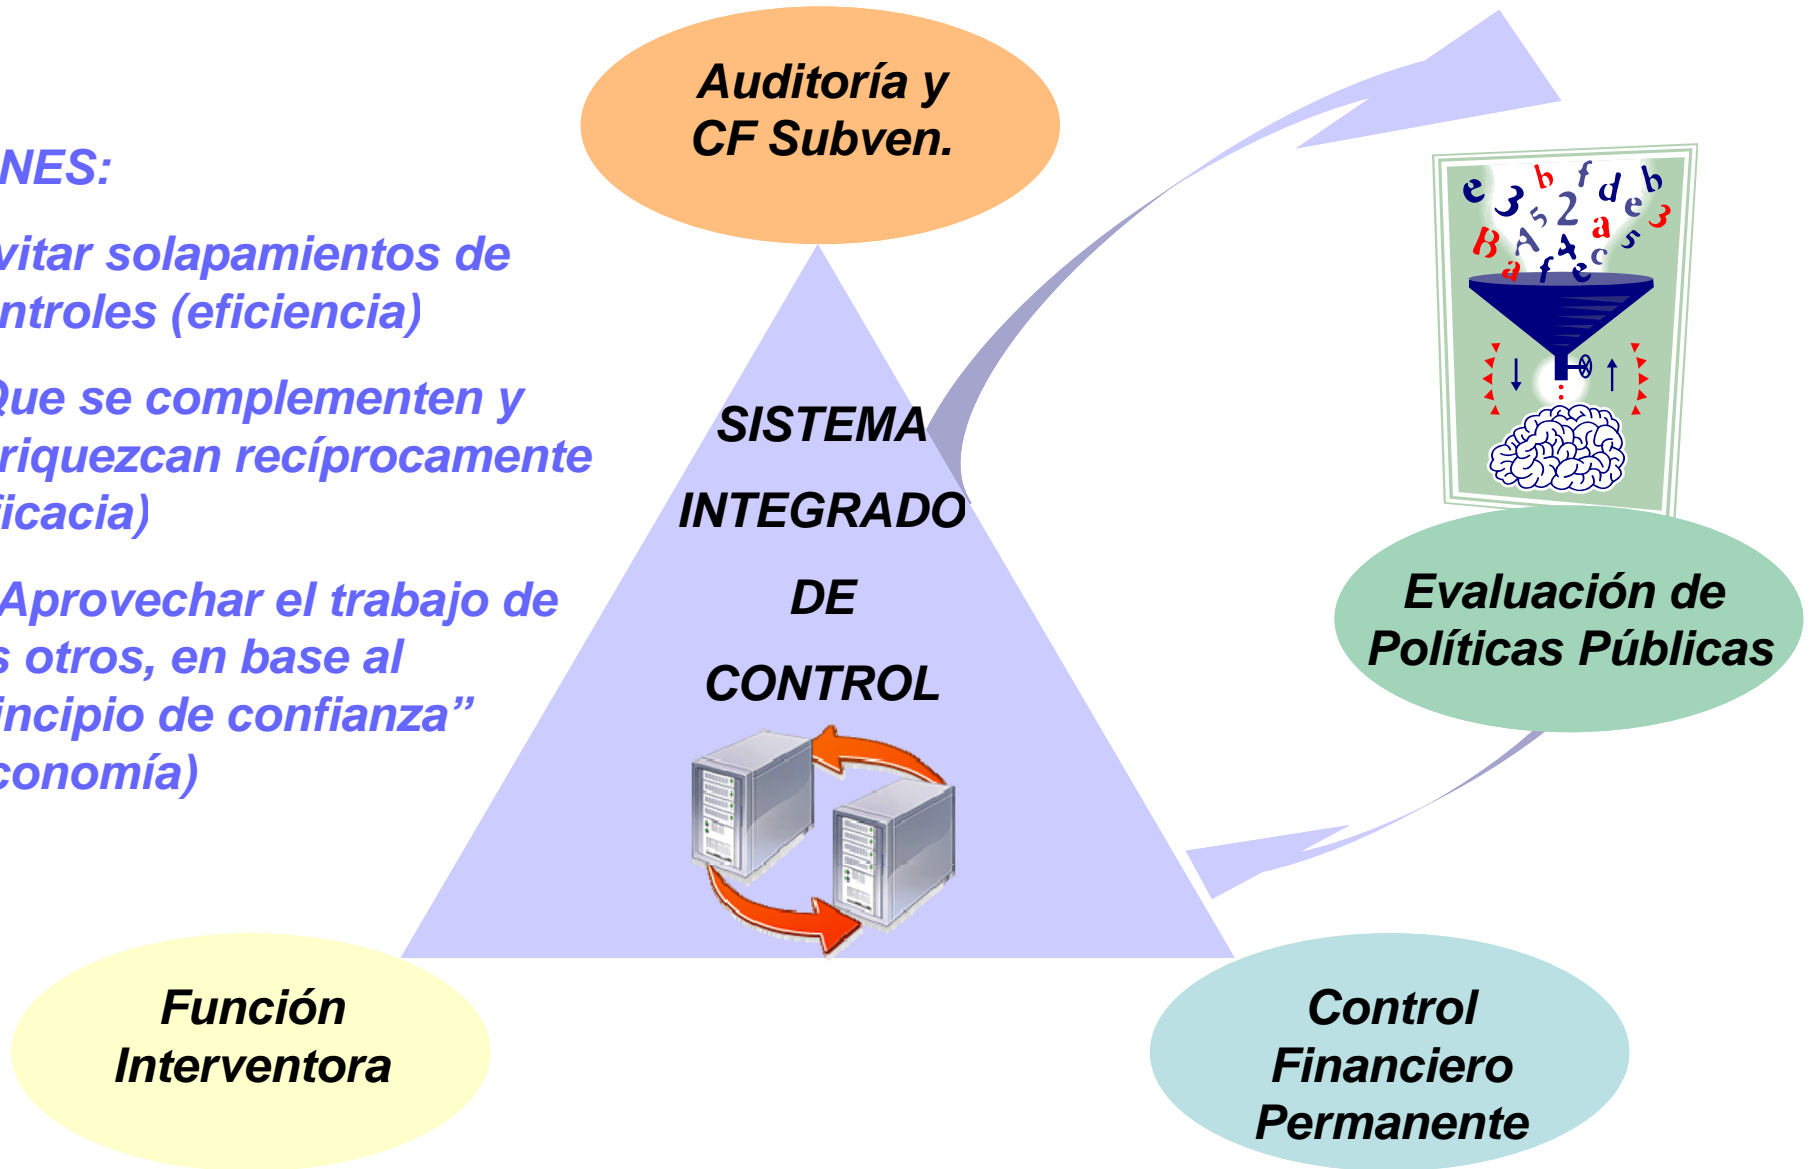 Auditoría y
CF Subven.
NES:
vitar solapamientos de
ntroles (eficiencia)
Que se complementen y
riquezcan recíprocamente
ficacia)
Aprovechar el trabajo de
s otros, en base al
incipio de confianza”
conomía)
SISTEMA
INTEGRADO
DE
CONTROL
Evaluación de
Políticas Públicas
Función
Interventora
Control
Financiero
Permanente